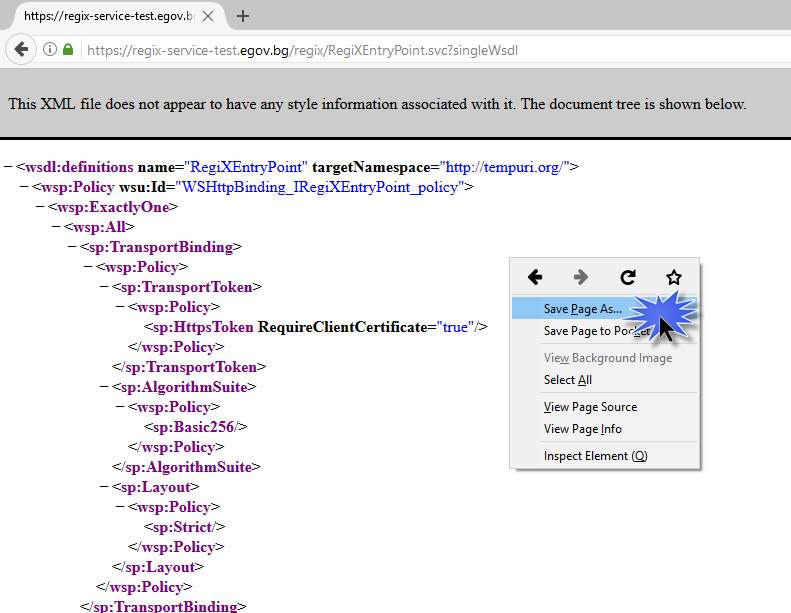 https://regix-service-test.egov.b
https://regix-service-test.egov.bg/regix/RegiXEntryPoint.svc?singleWsdl
This XML file does not appear to have any style information associated with it. The document tree is shown below.
−<wsdl:definitions name="RegiXEntryPoint" targetNamespace="http://tempuri.org/">
−<wsp:Policy wsu:Id="WSHttpBinding_IRegiXEntryPoint_policy">
−<wsp:ExactlyOne>
−<wsp:All>
−<sp:TransportBinding>
−<wsp:Policy>
−<sp:TransportToken>
−<wsp:Policy>
<sp:HttpsToken RequireClientCertificate="true"/>
</wsp:Policy>
</sp:TransportToken>
−<sp:AlgorithmSuite>
−<wsp:Policy>
<sp:Basic256/>
</wsp:Policy>
</sp:AlgorithmSuite>
−<sp:Layout>
−<wsp:Policy>
<sp:Strict/>
</wsp:Policy>
</sp:Layout>
</wsp:Policy>
</sp:TransportBinding>
Save Page As...
Save Page to Pocket
View Background Image
Select All
View Page Source
View Page Info
Inspect Element (Q)